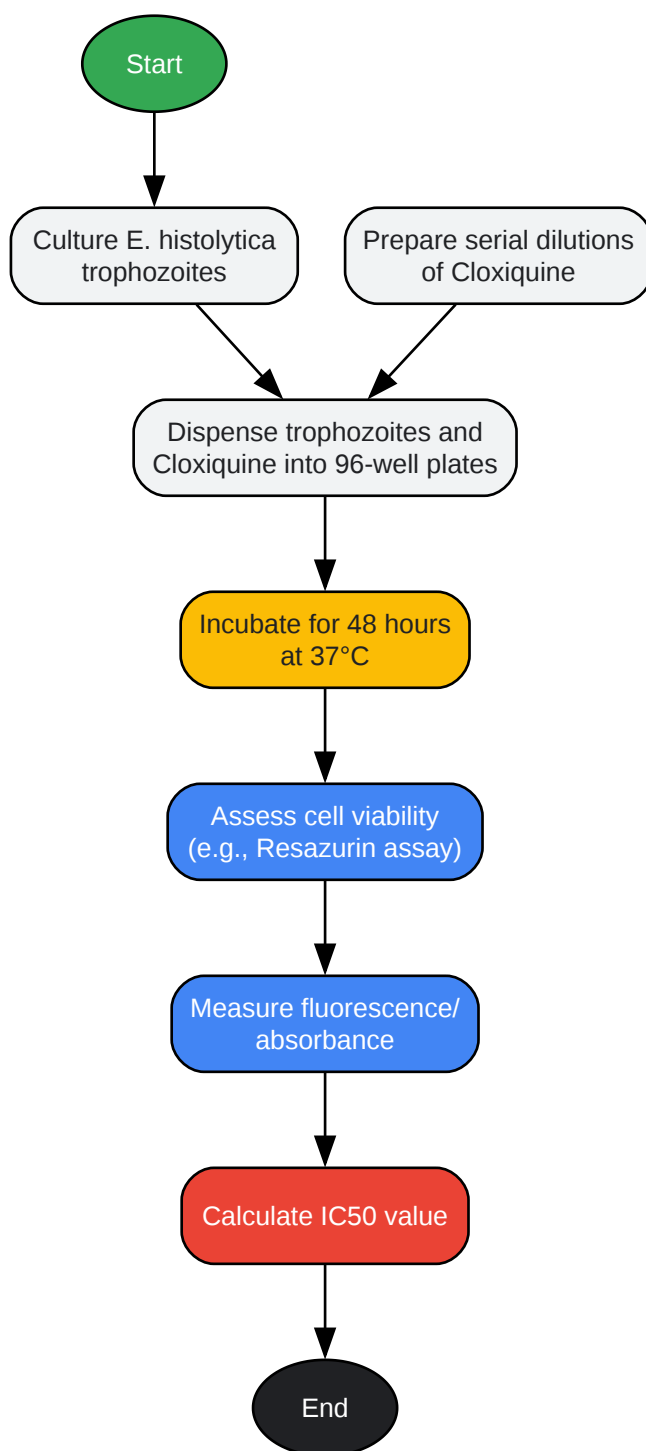 Start
Culture E. histolytica
trophozoites
Prepare serial dilutions
of Cloxiquine
Dispense trophozoites and
Cloxiquine into 96-well plates
Incubate for 48 hours
at 37°C
Assess cell viability
(e.g., Resazurin assay)
Measure fluorescence/
absorbance
Calculate IC50 value
End